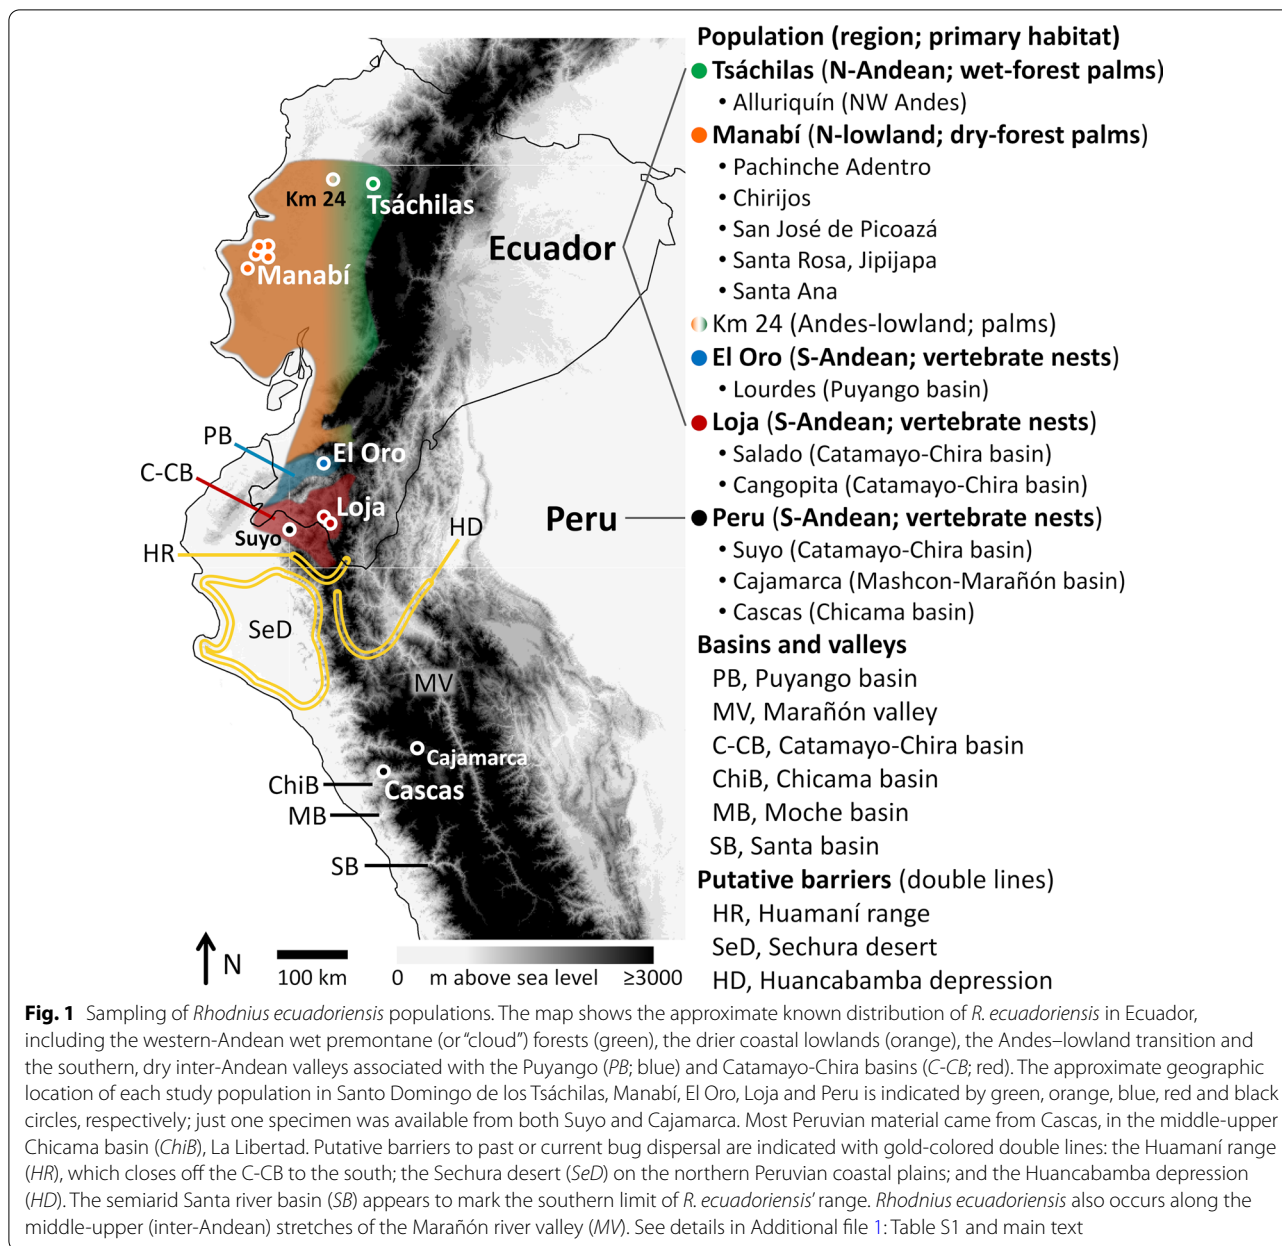 Population (region; primary habitat)
Tsáchilas (N-Andean; wet-forest palms)
• Alluriquín (NW Andes)
Manabí (N-lowland; dry-forest palms)
• Pachinche Adentro
• Chirijos
• San José de Picoazá
• Santa Rosa, Jipijapa
• Santa Ana
Km 24 (Andes-lowland; palms)
El Oro (S-Andean; vertebrate nests)
• Lourdes (Puyango basin)
Loja (S-Andean; vertebrate nests)
• Salado (Catamayo-Chira basin)
• Cangopita (Catamayo-Chira basin)
Peru (S-Andean; vertebrate nests)
• Suyo (Catamayo-Chira basin)
• Cajamarca (Mashcon-Marañón basin)
• Cascas (Chicama basin)
Basins and valleys
PB, Puyango basin
MV, Marañón valley
C-CB, Catamayo-Chira basin
ChiB, Chicama basin
MB, Moche basin
SB, Santa basin
Putative barriers (double lines)
HR, Huamaní range
SeD, Sechura desert
HD, Huancabamba depression
Km 24
Tsáchilas
Ecuador
Manabí
PB
El Oro
C-CB
Loja
Peru
Suyo
HD
HR
SeD
MV
Cajamarca
ChiB
Cascas
MB
SB
N
100 km
0 m above sea level ≥3000
Fig. 1 Sampling of Rhodnius ecuadoriensis populations. The map shows the approximate known distribution of R. ecuadoriensis in Ecuador,
including the western-Andean wet premontane (or “cloud”) forests (green), the drier coastal lowlands (orange), the Andes–lowland transition and
the southern, dry inter-Andean valleys associated with the Puyango (PB; blue) and Catamayo-Chira basins (C-CB; red). The approximate geographic
location of each study population in Santo Domingo de los Tsáchilas, Manabí, El Oro, Loja and Peru is indicated by green, orange, blue, red and black
circles, respectively; just one specimen was available from both Suyo and Cajamarca. Most Peruvian material came from Cascas, in the middle-upper
Chicama basin (ChiB), La Libertad. Putative barriers to past or current bug dispersal are indicated with gold-colored double lines: the Huamaní range
(HR), which closes off the C-CB to the south; the Sechura desert (SeD) on the northern Peruvian coastal plains; and the Huancabamba depression
(HD). The semiarid Santa river basin (SB) appears to mark the southern limit of R. ecuadoriensis’ range. Rhodnius ecuadoriensis also occurs along the
middle-upper (inter-Andean) stretches of the Marañón river valley (MV). See details in Additional file 1: Table S1 and main text